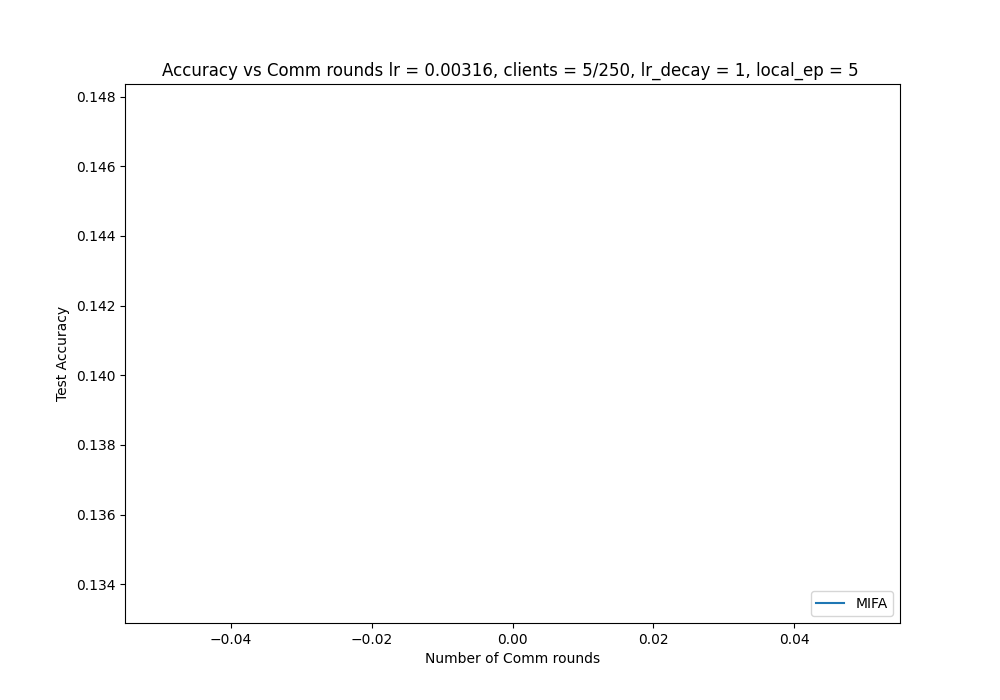 Accuracy vs Comm rounds lr = 0.00316, clients = 5/250, lr_decay = 1, local_ep = 5
0.148
0.146
0.144
0.142
0.140
0.138
0.136
0.134
Test Accuracy
MIFA
−0.04 −0.02 0.00 0.02 0.04
Number of Comm rounds